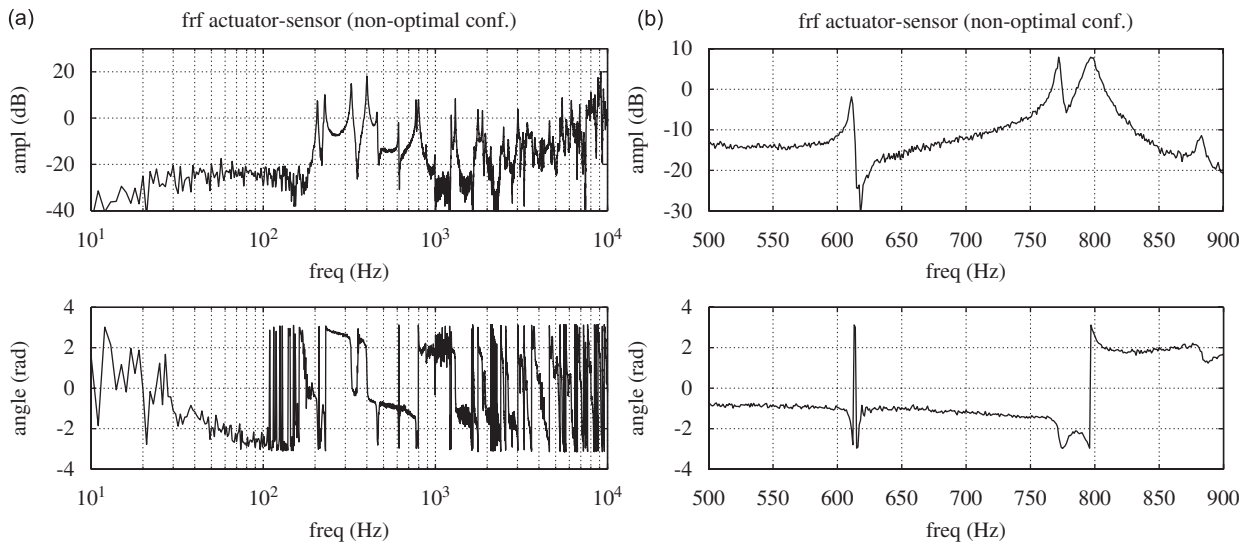 (a)
frf actuator-sensor (non-optimal conf.)
20
0
-20
-40
ampl (dB)
10^1
10^2
10^3
10^4
freq (Hz)
4
2
0
-2
-4
angle (rad)
10^1
10^2
10^3
10^4
freq (Hz)
(b)
frf actuator-sensor (non-optimal conf.)
10
0
-10
-20
-30
ampl (dB)
500 550 600 650 700 750 800 850 900
freq (Hz)
4
2
0
-2
-4
angle (rad)
500 550 600 650 700 750 800 850 900
freq (Hz)